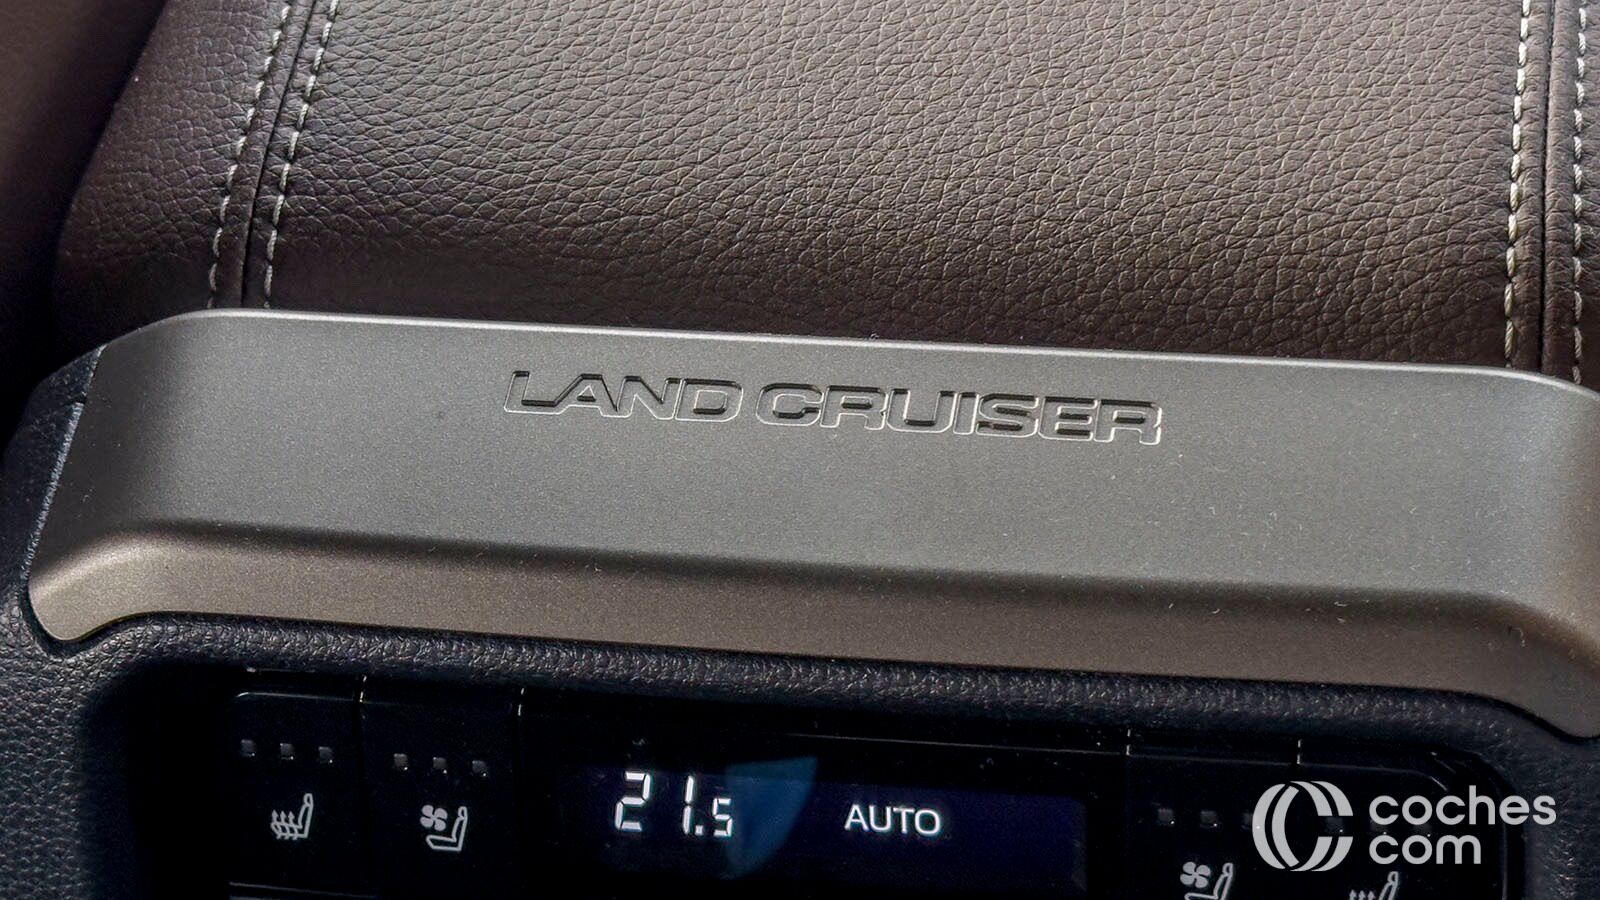 LAND CRUISER
21.5 AUTO
coches
com